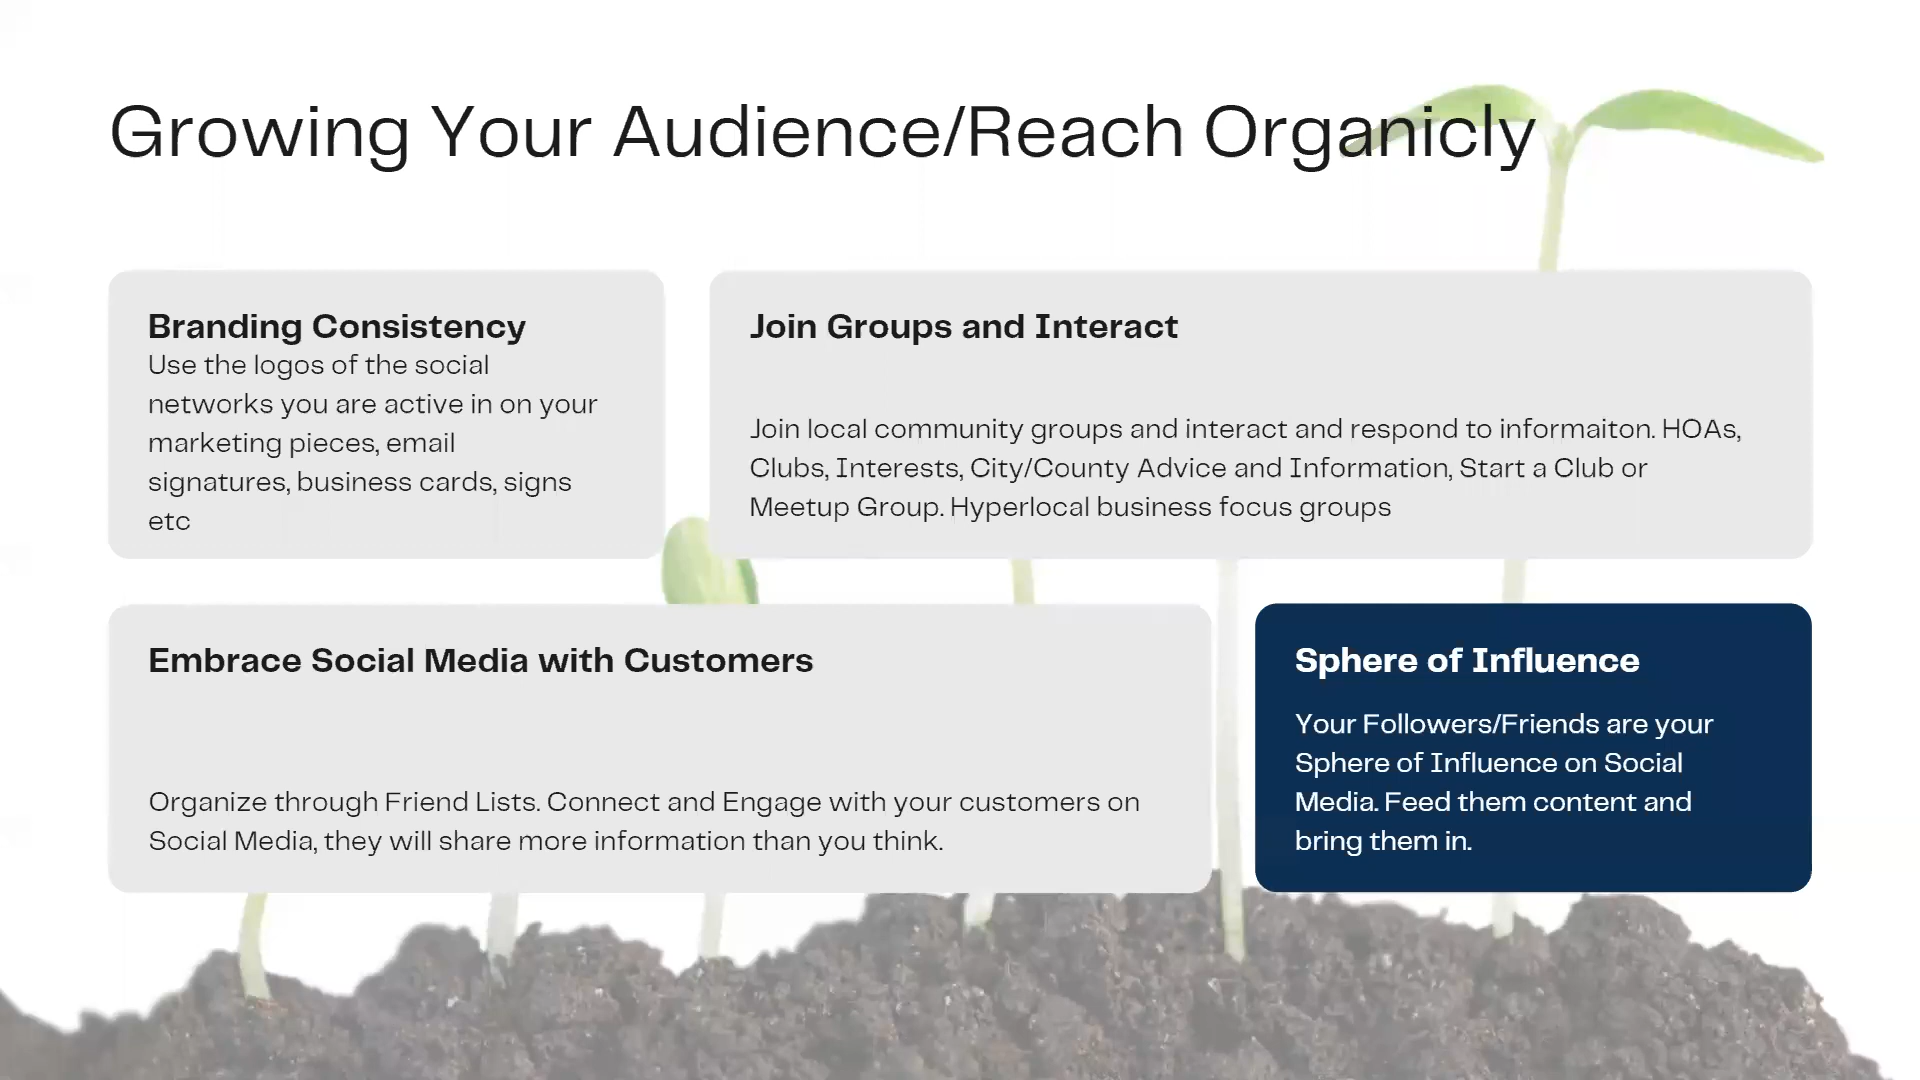 Growing Your Audience/Reach Organicly
Branding Consistency
Use the logos of the social
networks you are active in on your
marketing pieces, email
signatures, business cards, signs
etc
Join Groups and Interact
Join local community groups and interact and respond to informaiton. HOAs,
Clubs, Interests, City/County Advice and Information, Start a Club or
Meetup Group. Hyperlocal business focus groups
Embrace Social Media with Customers
Organize through Friend Lists. Connect and Engage with your customers on
Social Media, they will share more information than you think.
Sphere of Influence
Your Followers/Friends are your
Sphere of Influence on Social
Media. Feed them content and
bring them in.